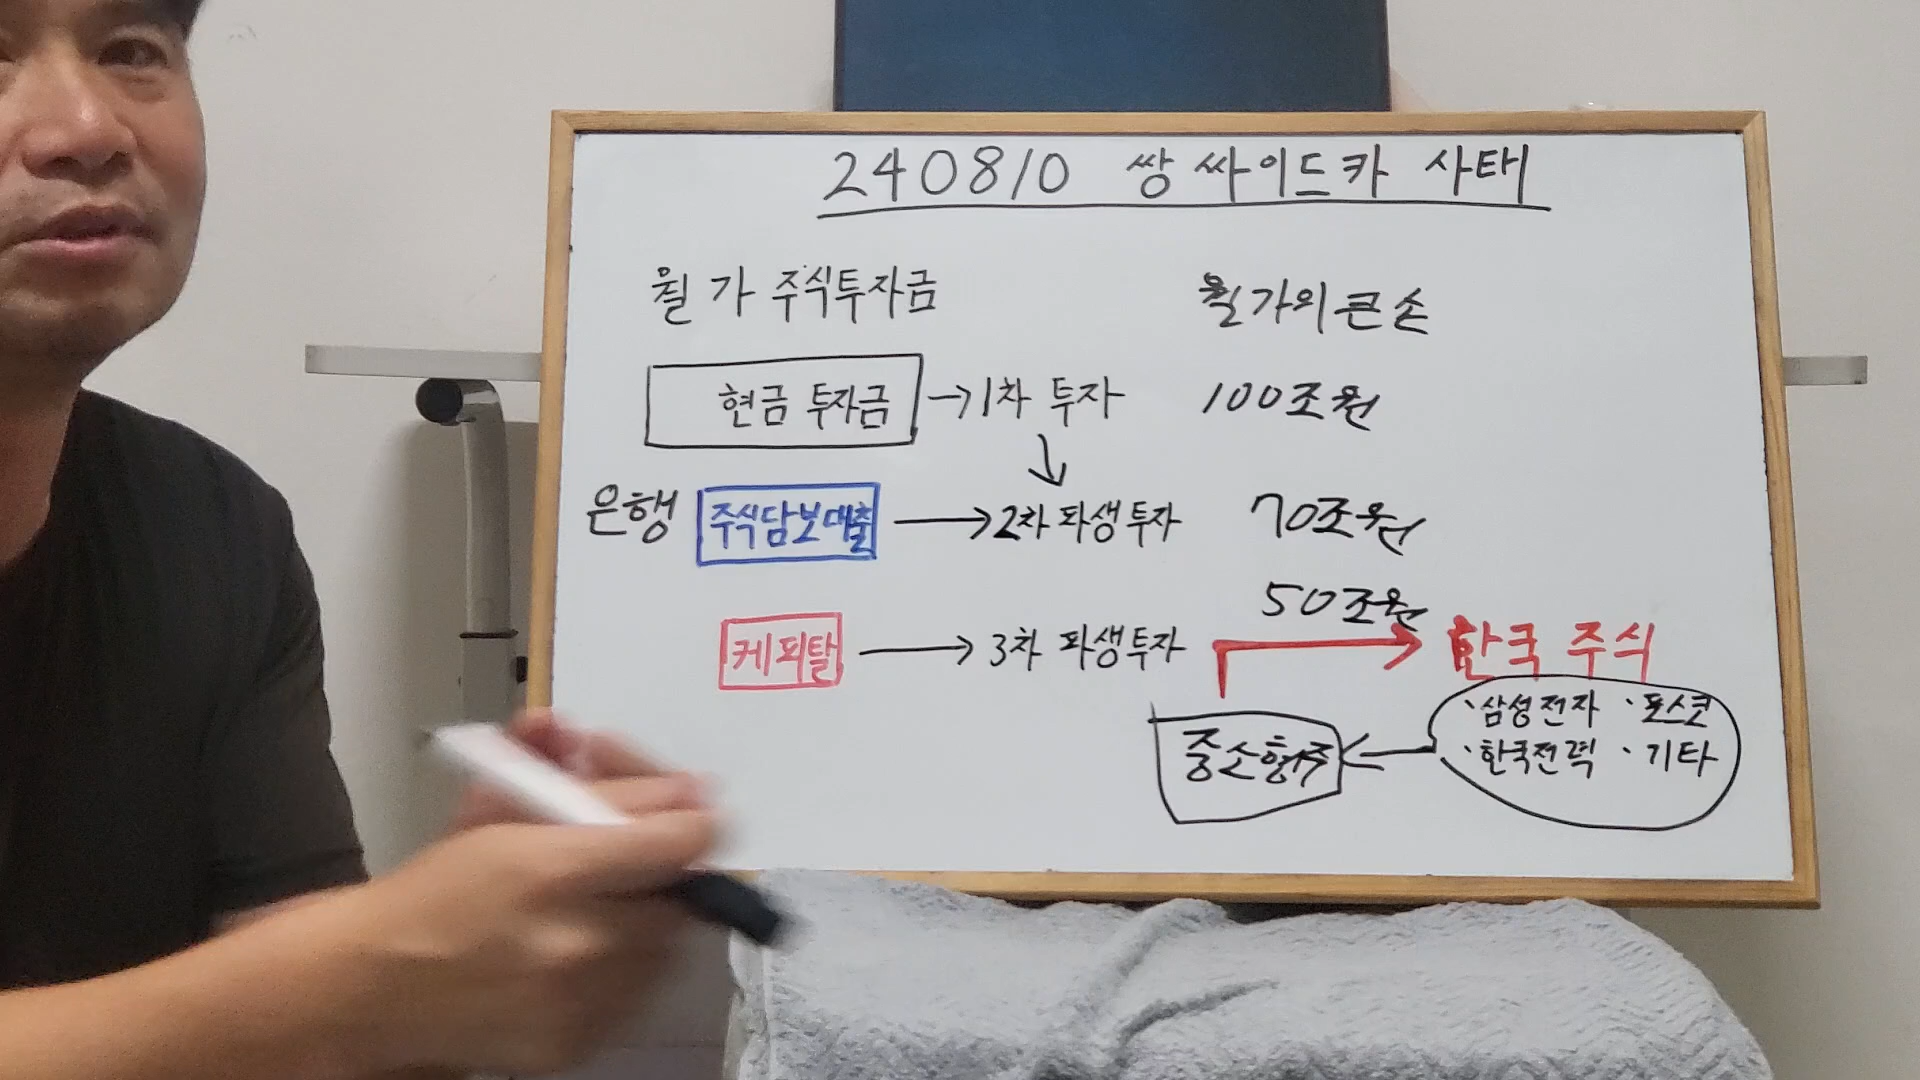 240810 쌍싸이드카 사태
월가 주식투자금 월가의 큰손
현금 투자금 → 1차 투자 100조원
은행 주식담보대출 → 2차 파생투자 70조원
50조원
케피탈 → 3차 파생투자 → 한국 주식
·삼성전자 ·포스코
중소형주 ·한국전력 ·기타